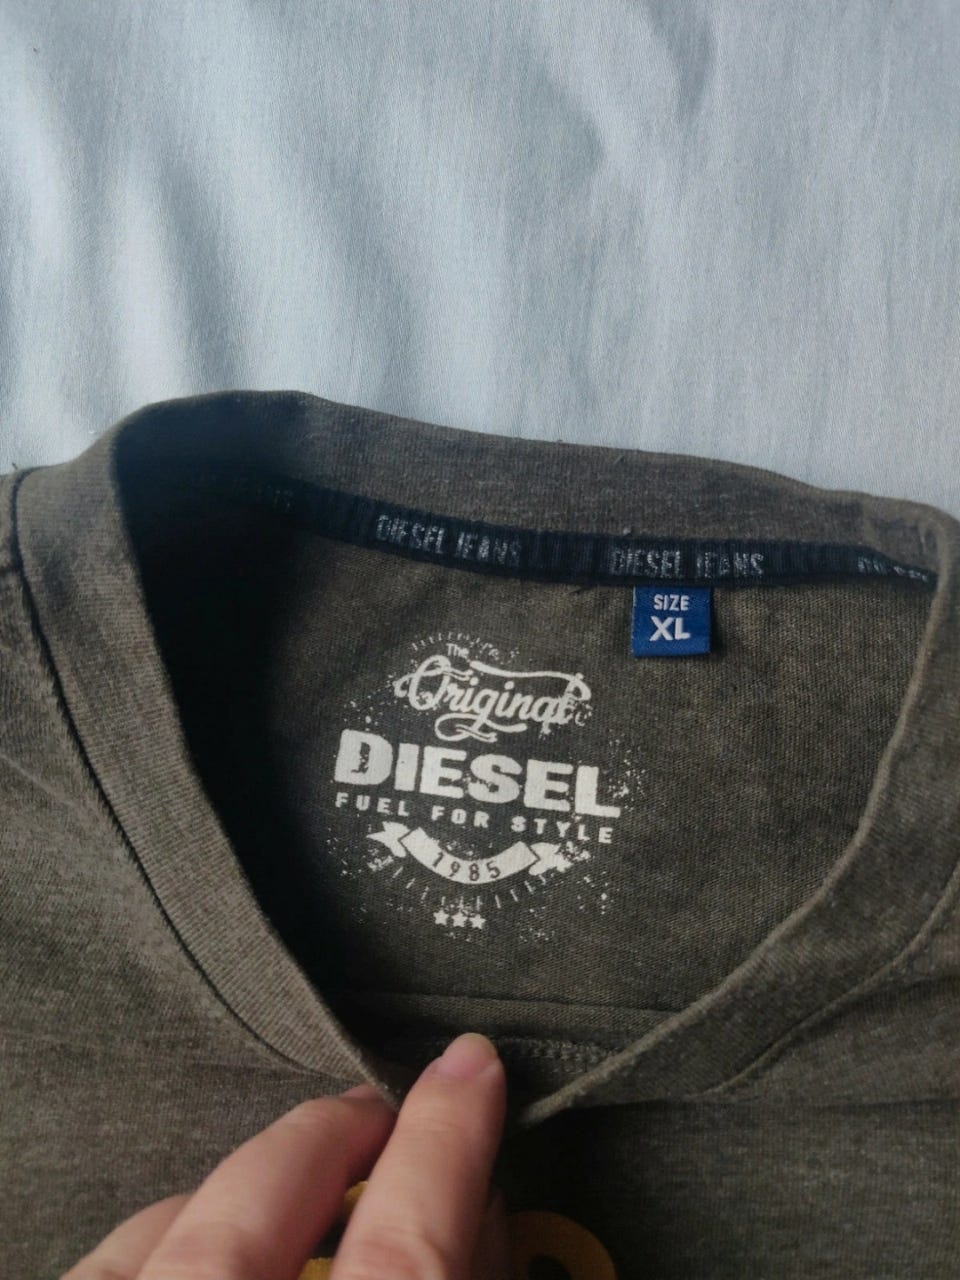 DIESEL JEANS DIESEL JEANS
SIZE
XL
The
Original
DIESEL
FUEL FOR STYLE
1985